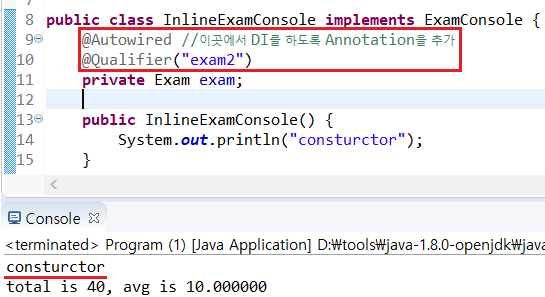 8 public class InlineExamConsole implements ExamConsole {
9 @Autowired //이곳에서 DI을 하도록 Annotation을 추가
10 @Qualifier("exam2")
11 private Exam exam;
12
13 public InlineExamConsole() {
14 System.out.println("consturctor");
15 }
Console
<terminated> Program (1) [Java Application] D:₩tools₩java-1.8.0-openjdk₩jav
consturctor
total is 40, avg is 10.000000